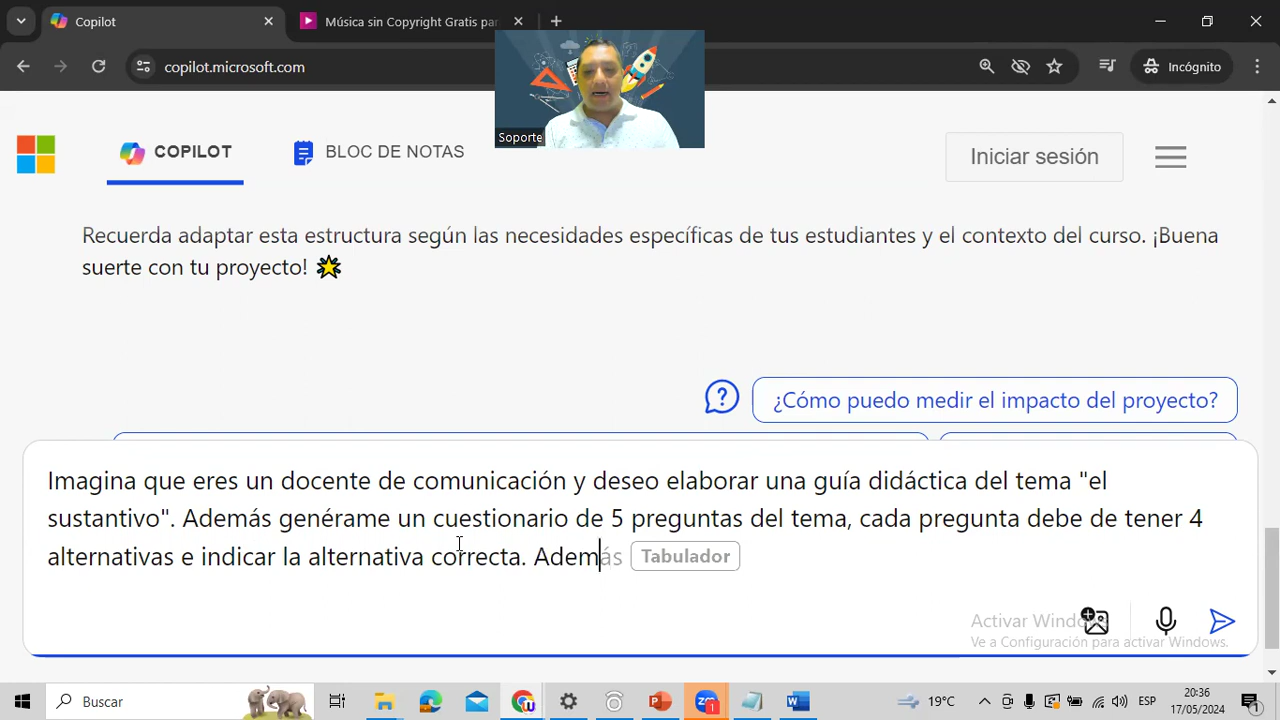 Copilot
Música sin Copyright Gratis par
copilot.microsoft.com
Incógnito
Soporte
COPILOT
BLOC DE NOTAS
Iniciar sesión
Recuerda adaptar esta estructura según las necesidades específicas de tus estudiantes y el contexto del curso. ¡Buena
suerte con tu proyecto!
¿Cómo puedo medir el impacto del proyecto?
Imagina que eres un docente de comunicación y deseo elaborar una guía didáctica del tema "el
sustantivo". Además genérame un cuestionario de 5 preguntas del tema, cada pregunta debe de tener 4
alternativas e indicar la alternativa correcta. Además Tabulador
Activar Windows
Ve a Configuración para activar Windows.
Buscar
19°C
ESP
20:36
17/05/2024